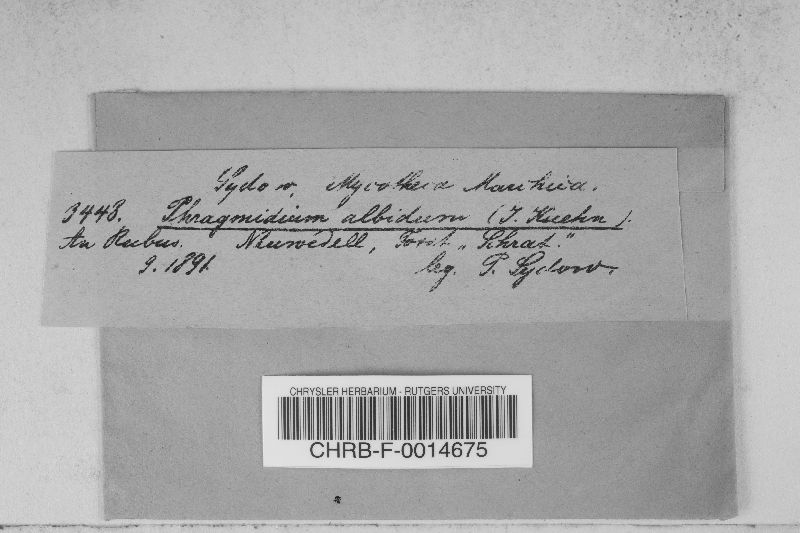 Sydow, Mycotheca Marchica.
3448. Phragmidium albidum (J. Kuehn).
An Rubus. Neuwedell, Forst „Schrat."
9. 1891. leg. P. Sydow.
CHRYSLER HERBARIUM - RUTGERS UNIVERSITY
CHRB-F-0014675